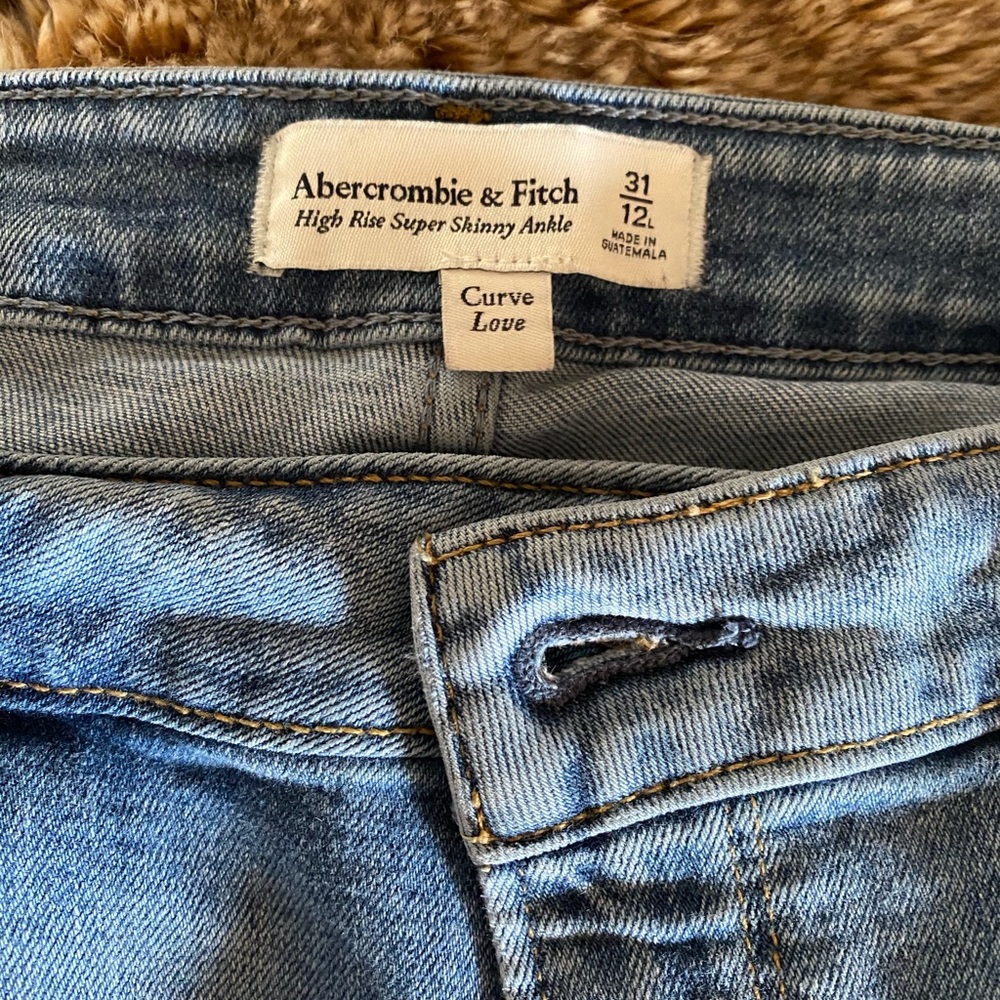 Abercrombie & Fitch
High Rise Super Skinny Ankle
31
12L
MADE IN
GUATEMALA
Curve
Love